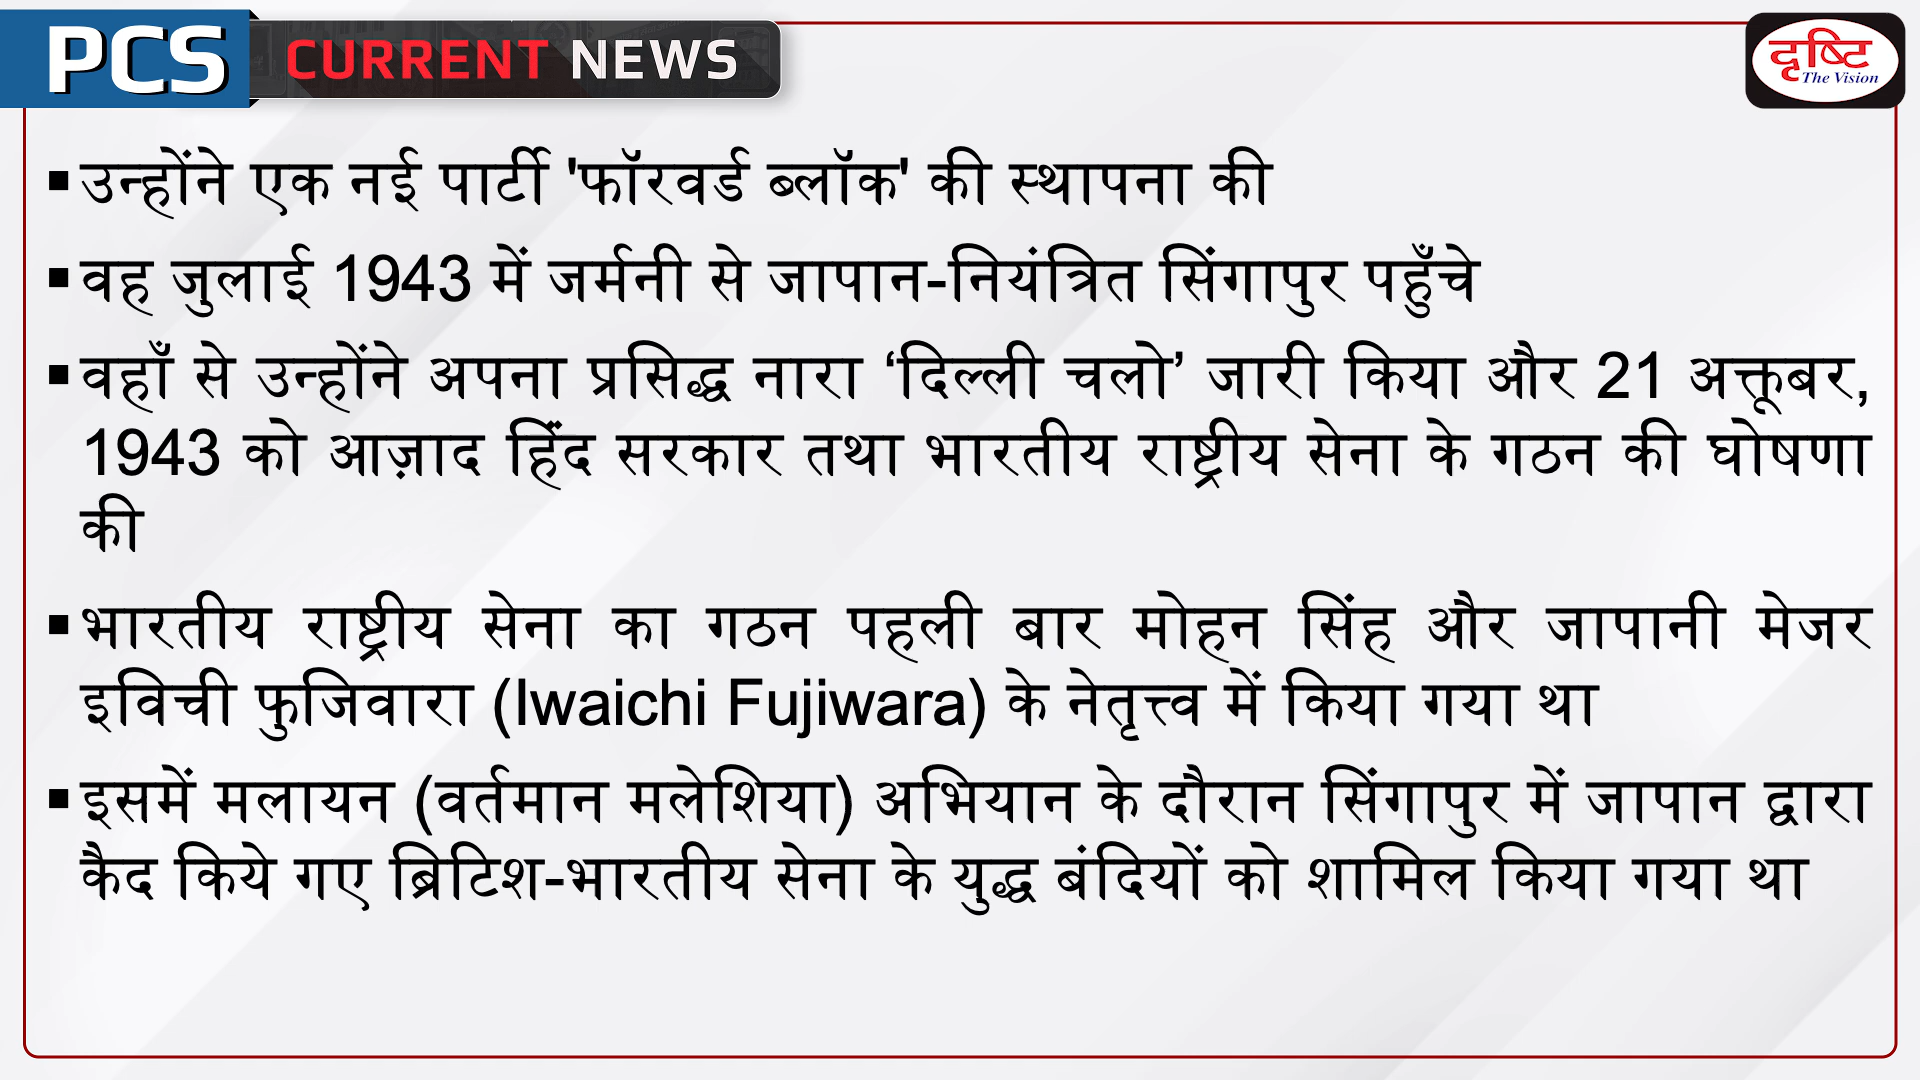 PCS CURRENT NEWS
दृष्टि
The Vision
▪उन्होंने एक नई पार्टी 'फॉरवर्ड ब्लॉक' की स्थापना की
▪वह जुलाई 1943 में जर्मनी से जापान-नियंत्रित सिंगापुर पहुँचे
▪वहाँ से उन्होंने अपना प्रसिद्ध नारा ‘दिल्ली चलो’ जारी किया और 21 अक्तूबर,
1943 को आज़ाद हिंद सरकार तथा भारतीय राष्ट्रीय सेना के गठन की घोषणा
की
▪भारतीय राष्ट्रीय सेना का गठन पहली बार मोहन सिंह और जापानी मेजर
इविची फुजिवारा (Iwaichi Fujiwara) के नेतृत्त्व में किया गया था
▪इसमें मलायन (वर्तमान मलेशिया) अभियान के दौरान सिंगापुर में जापान द्वारा
कैद किये गए ब्रिटिश-भारतीय सेना के युद्ध बंदियों को शामिल किया गया था